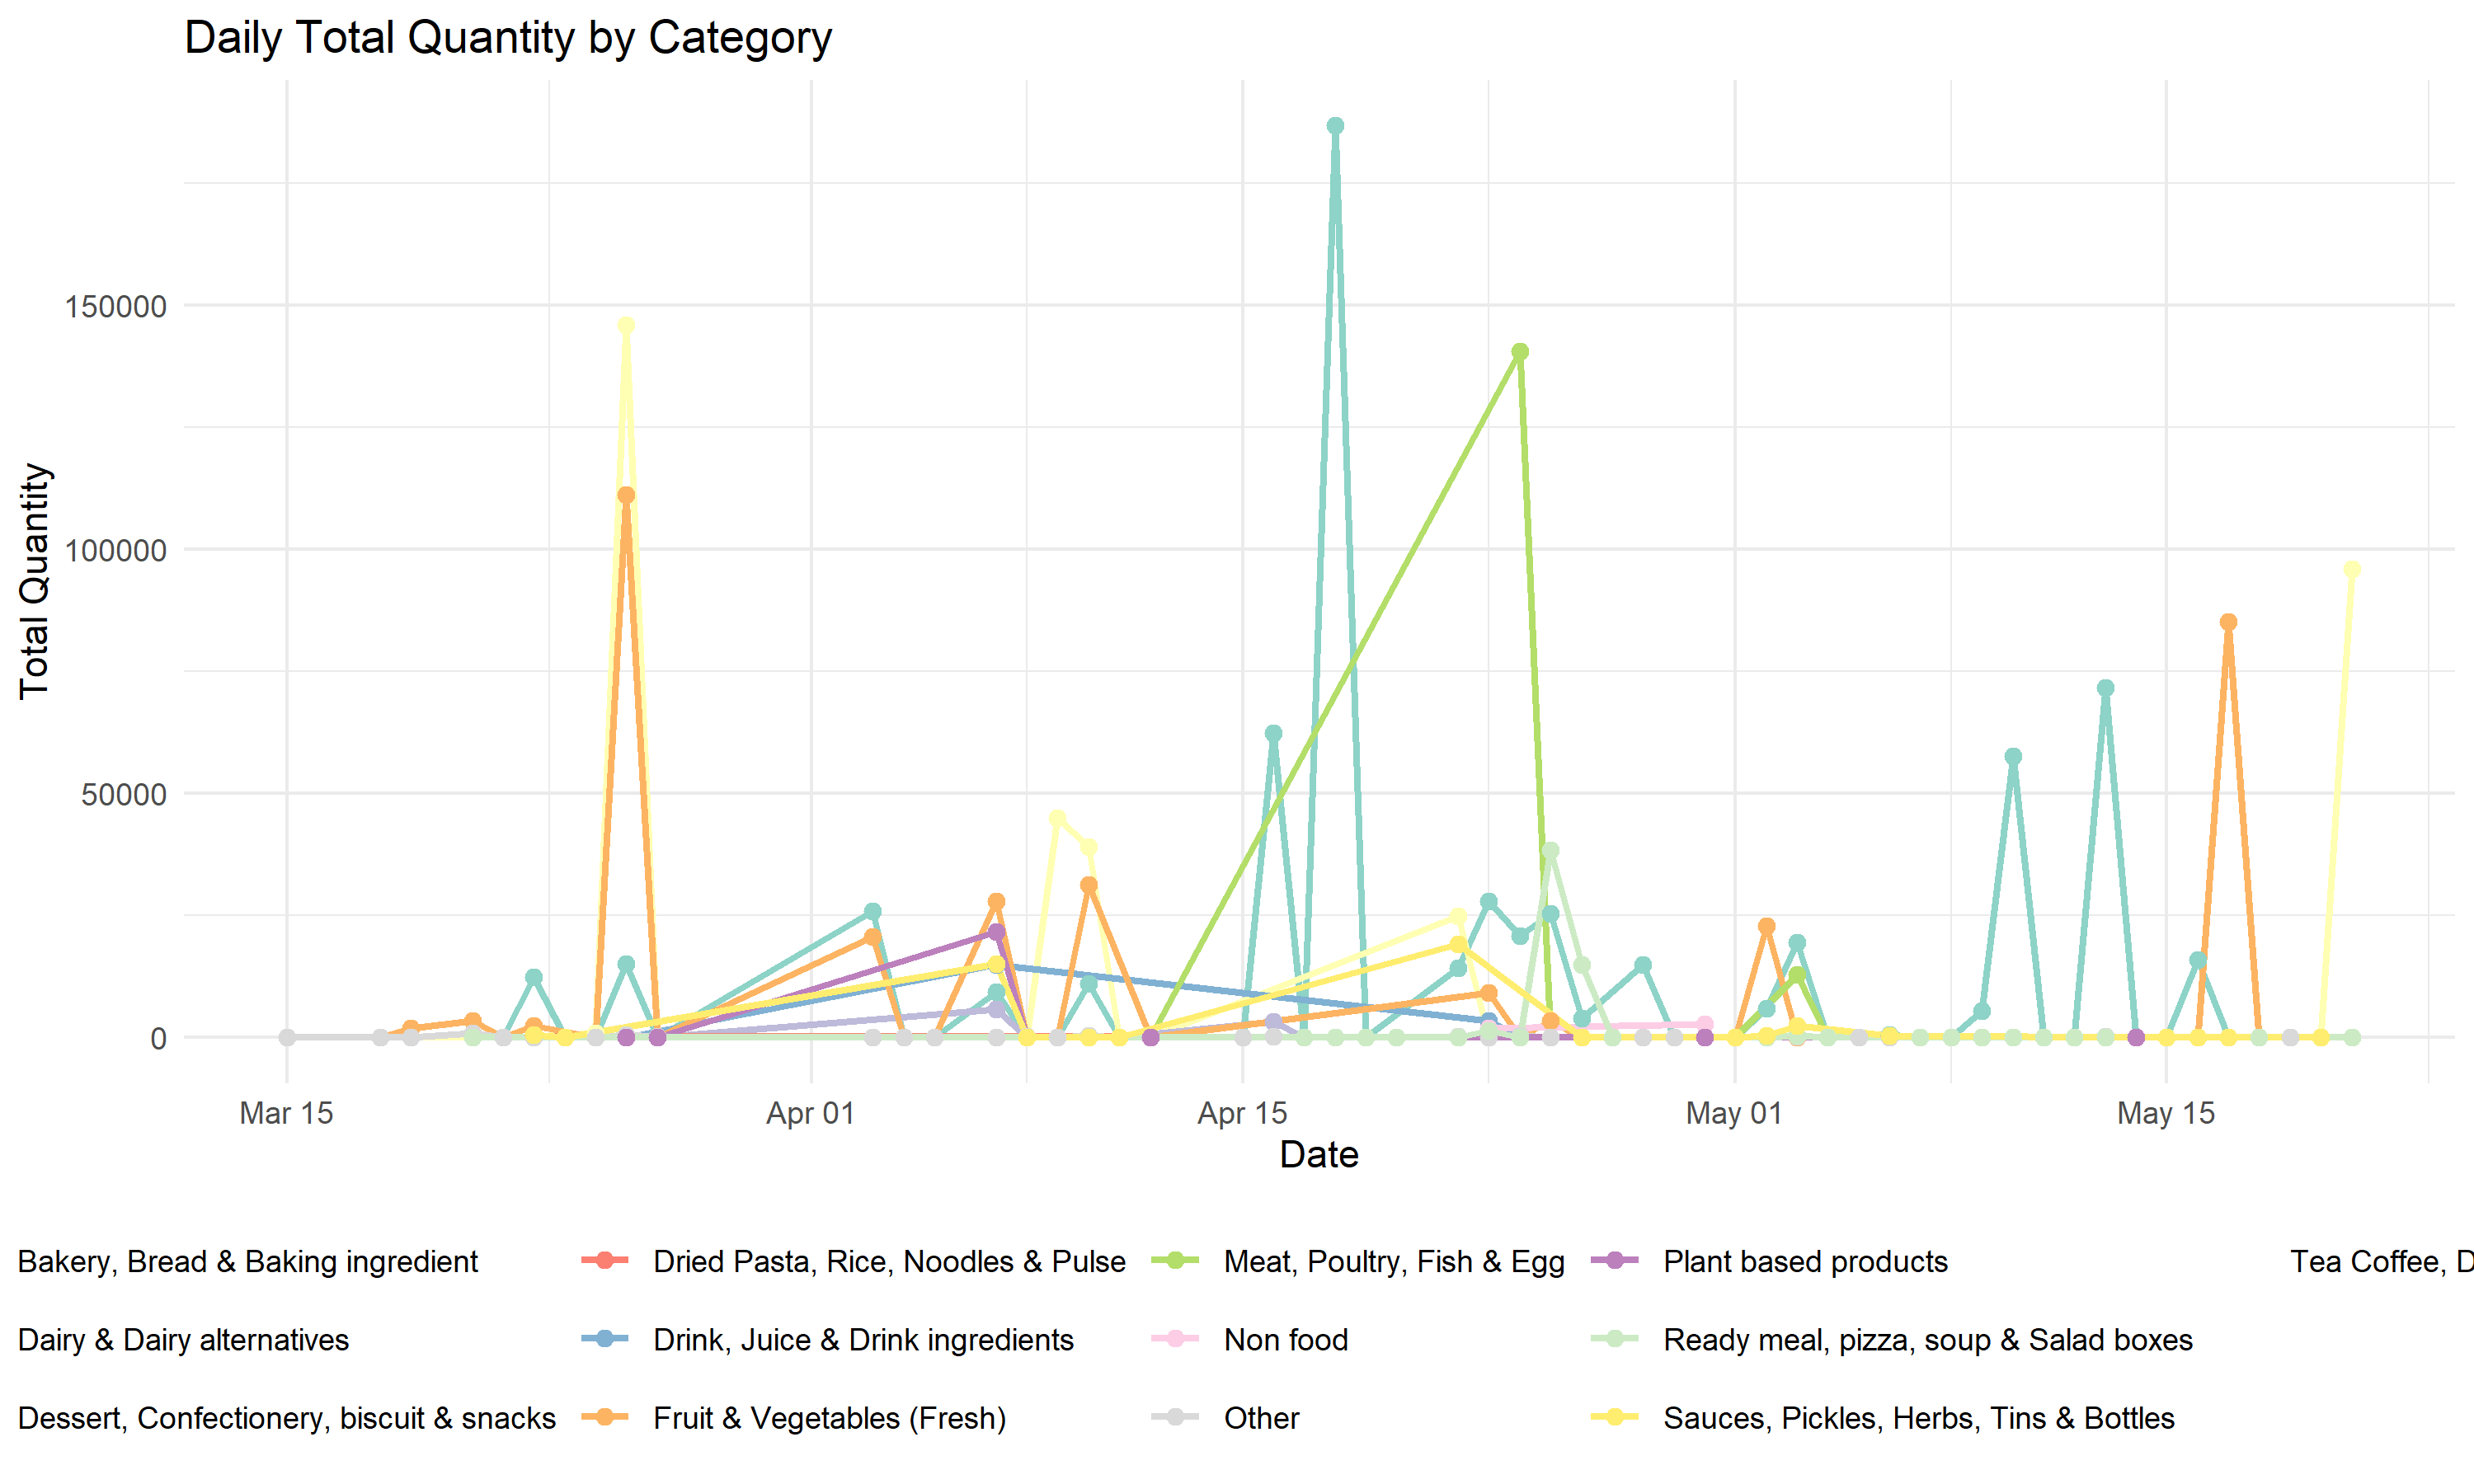 Daily Total Quantity by Category
Total Quantity
150000
100000
50000
0
Mar 15
Apr 01
Apr 15
May 01
May 15
Date
Bakery, Bread & Baking ingredient
Dried Pasta, Rice, Noodles & Pulse
Meat, Poultry, Fish & Egg
Plant based products
Tea Coffee, D
Dairy & Dairy alternatives
Drink, Juice & Drink ingredients
Non food
Ready meal, pizza, soup & Salad boxes
Dessert, Confectionery, biscuit & snacks
Fruit & Vegetables (Fresh)
Other
Sauces, Pickles, Herbs, Tins & Bottles